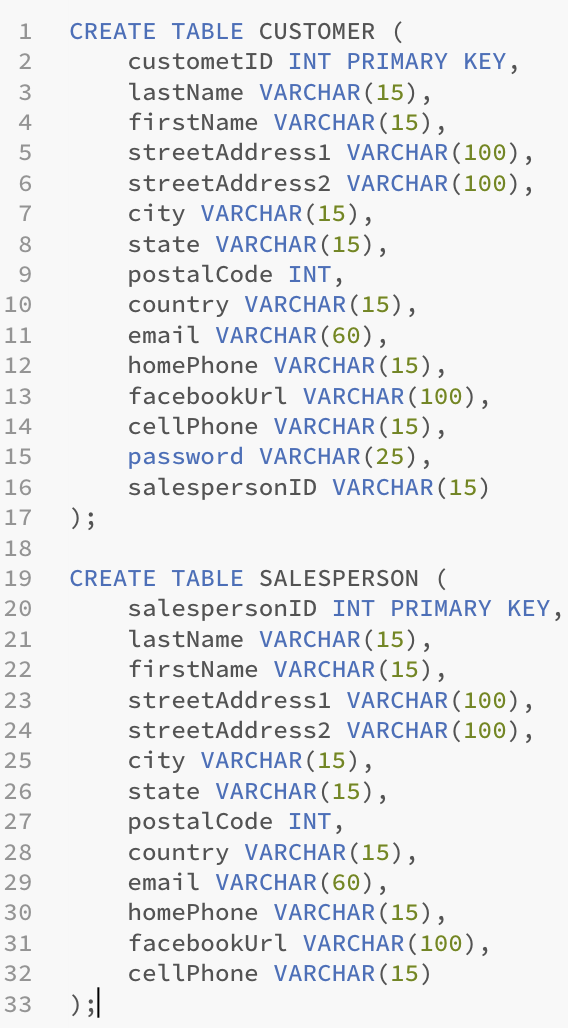 1 CREATE TABLE CUSTOMER (
2 custometID INT PRIMARY KEY,
3 lastName VARCHAR(15),
4 firstName VARCHAR(15),
5 streetAddress1 VARCHAR(100),
6 streetAddress2 VARCHAR(100),
7 city VARCHAR(15),
8 state VARCHAR(15),
9 postalCode INT,
10 country VARCHAR(15),
11 email VARCHAR(60),
12 homePhone VARCHAR(15),
13 facebookUrl VARCHAR(100),
14 cellPhone VARCHAR(15),
15 password VARCHAR(25),
16 salespersonID VARCHAR(15)
17 );
18
19 CREATE TABLE SALESPERSON (
20 salespersonID INT PRIMARY KEY,
21 lastName VARCHAR(15),
22 firstName VARCHAR(15),
23 streetAddress1 VARCHAR(100),
24 streetAddress2 VARCHAR(100),
25 city VARCHAR(15),
26 state VARCHAR(15),
27 postalCode INT,
28 country VARCHAR(15),
29 email VARCHAR(60),
30 homePhone VARCHAR(15),
31 facebookUrl VARCHAR(100),
32 cellPhone VARCHAR(15)
33 );